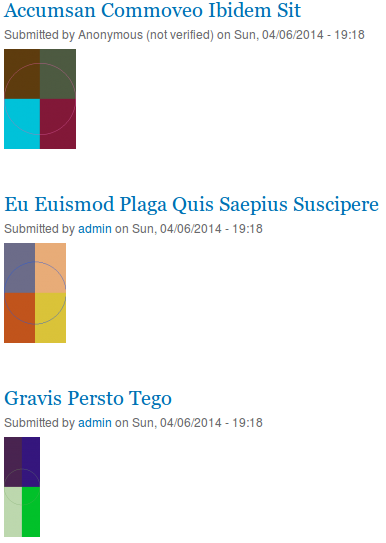 Accumsan Commoveo Ibidem Sit
Submitted by Anonymous (not verified) on Sun, 04/06/2014 - 19:18
Eu Euismod Plaga Quis Saepius Suscipere
Submitted by admin on Sun, 04/06/2014 - 19:18
Gravis Persto Tego
Submitted by admin on Sun, 04/06/2014 - 19:18